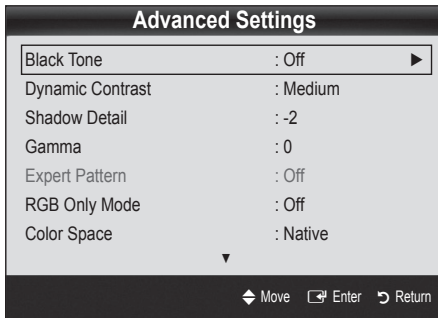 Advanced Settings
Black Tone : Off ►
Dynamic Contrast : Medium
Shadow Detail : -2
Gamma : 0
Expert Pattern : Off
RGB Only Mode : Off
Color Space : Native
▼
Move Enter Return